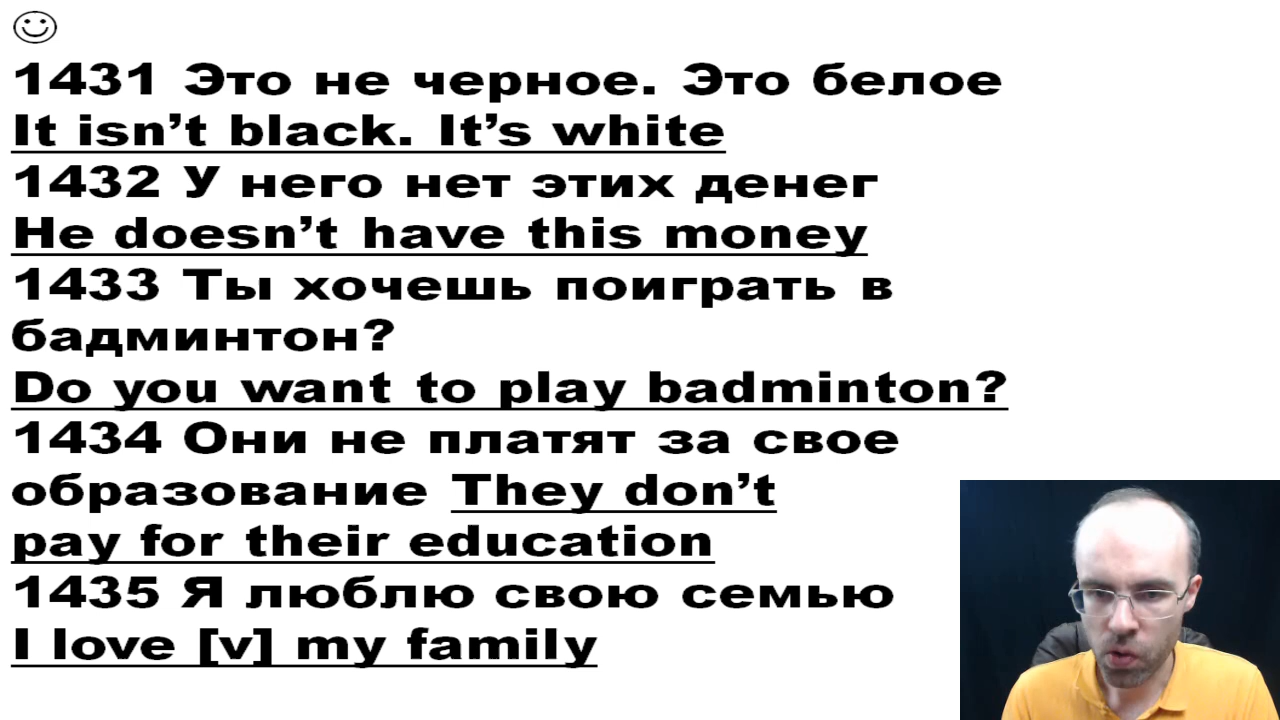 1431 Это не черное. Это белое
It isn’t black. It’s white
1432 У него нет этих денег
He doesn’t have this money
1433 Ты хочешь поиграть в
бадминтон?
Do you want to play badminton?
1434 Они не платят за свое
образование They don’t
pay for their education
1435 Я люблю свою семью
I love [v] my family